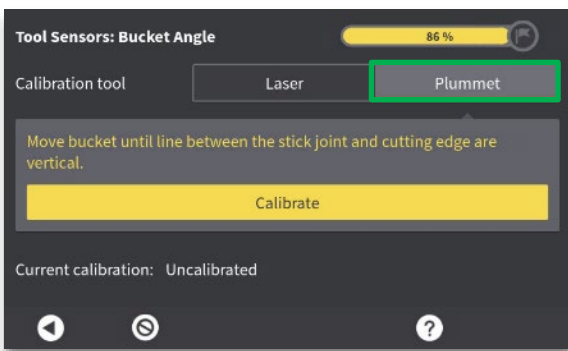 Tool Sensors: Bucket Angle
86 %
Calibration tool
Laser
Plummet
Move bucket until line between the stick joint and cutting edge are
vertical.
Calibrate
Current calibration: Uncalibrated
?